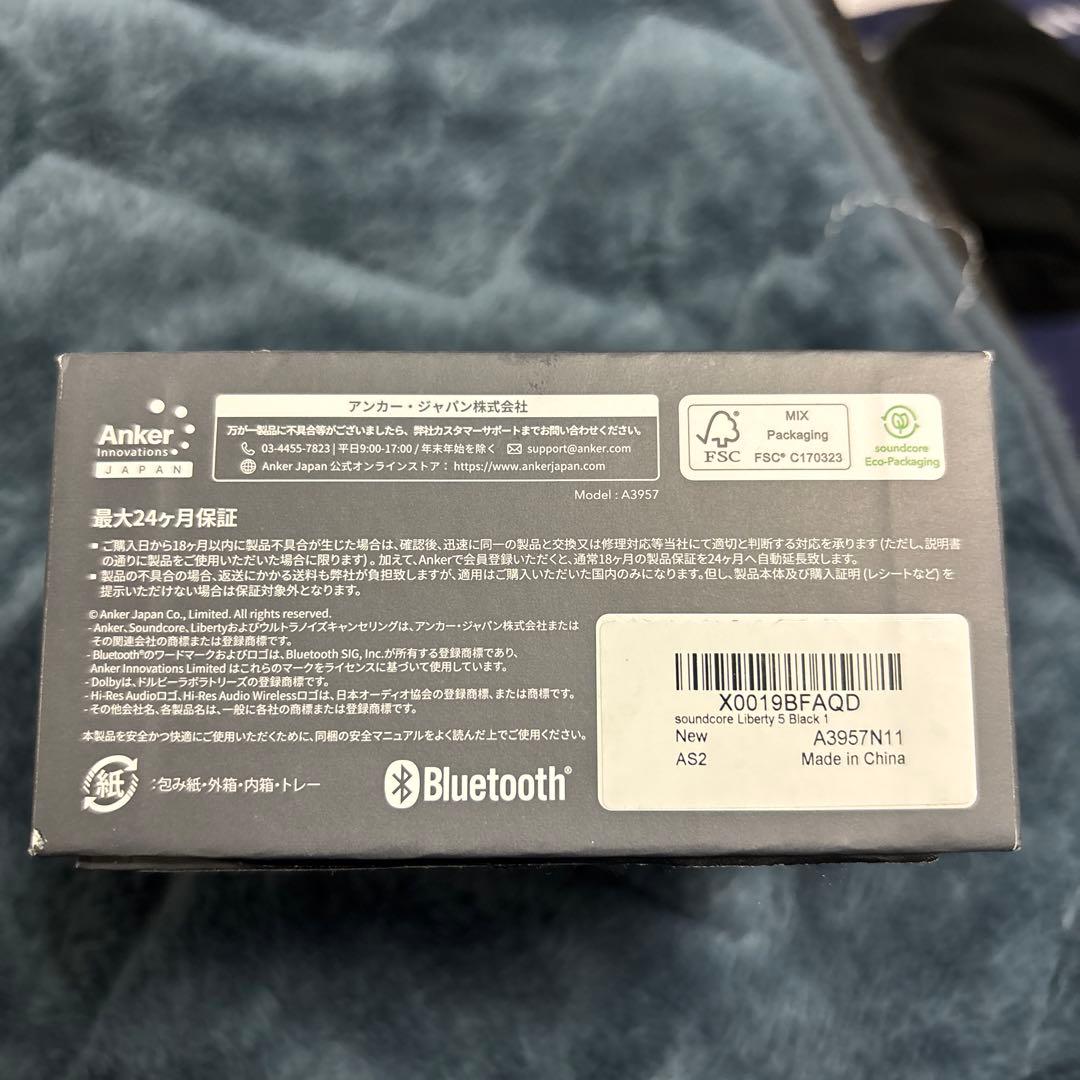 Anker
Innovations
JAPAN
アンカー・ジャパン株式会社
万が一製品に不具合等がございましたら、弊社カスタマーサポートまでお問い合わせください。
03-4455-7823 | 平日9:00-17:00 / 年末年始を除く support@anker.com
Anker Japan 公式オンラインストア：https://www.ankerjapan.com
FSC
MIX
Packaging
FSC® C170323
soundcore
Eco-Packaging
Model : A3957
最大24ヶ月保証
■ ご購入日から18ヶ月以内に製品不具合が生じた場合は、確認後、迅速に同一の製品と交換又は修理対応等当社にて適切と判断する対応を承ります(ただし、説明書
の通りに製品をご使用いただいた場合に限ります)。加えて、Ankerで会員登録いただくと、通常18ヶ月の製品保証を24ヶ月へ自動延長致します。
■ 製品の不具合の場合、返送にかかる送料も弊社が負担致しますが、適用はご購入いただいた国内のみになります。但し、製品本体及び購入証明(レシートなど)を
提示いただけない場合は保証対象外となります。
© Anker Japan Co., Limited. All rights reserved.
- Anker、Soundcore、Libertyおよびウルトラノイズキャンセリングは、アンカー・ジャパン株式会社または
その関連会社の商標または登録商標です。
- Bluetooth®のワードマークおよびロゴは、Bluetooth SIG, Inc.が所有する登録商標であり、
Anker Innovations Limited はこれらのマークをライセンスに基づいて使用しています。
- Dolbyは、ドルビーラボラトリーズの登録商標です。
- Hi-Res Audioロゴ、Hi-Res Audio Wirelessロゴは、日本オーディオ協会の登録商標、または商標です。
- その他会社名、各製品名は、一般に各社の商標または登録商標です。
本製品を安全かつ快適にご使用いただくために、同梱の安全マニュアルをよく読んだ上でご使用ください。
紙 :包み紙・外箱・内箱・トレー
Bluetooth®
X0019BFAQD
soundcore Liberty 5 Black 1
New A3957N11
AS2 Made in China